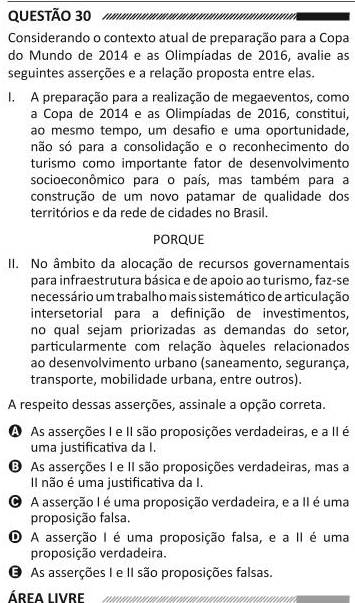 QUESTÃO 30
Considerando o contexto atual de preparação para a Copa
do Mundo de 2014 e as Olimpíadas de 2016, avalie as
seguintes asserções e a relação proposta entre elas.
I. A preparação para a realização de megaeventos, como
a Copa de 2014 e as Olimpíadas de 2016, constitui,
ao mesmo tempo, um desafio e uma oportunidade,
não só para a consolidação e o reconhecimento do
turismo como importante fator de desenvolvimento
socioeconômico para o país, mas também para a
construção de um novo patamar de qualidade dos
territórios e da rede de cidades no Brasil.
PORQUE
II. No âmbito da alocação de recursos governamentais
para infraestrutura básica e de apoio ao turismo, faz-se
necessário um trabalho mais sistemático de articulação
intersetorial para a definição de investimentos,
no qual sejam priorizadas as demandas do setor,
particularmente com relação àqueles relacionados
ao desenvolvimento urbano (saneamento, segurança,
transporte, mobilidade urbana, entre outros).
A respeito dessas asserções, assinale a opção correta.
A As asserções I e II são proposições verdadeiras, e a II é
uma justificativa da I.
B As asserções I e II são proposições verdadeiras, mas a
II não é uma justificativa da I.
C A asserção I é uma proposição verdadeira, e a II é uma
proposição falsa.
D A asserção I é uma proposição falsa, e a II é uma
proposição verdadeira.
E As asserções I e II são proposições falsas.
ÁREA LIVRE